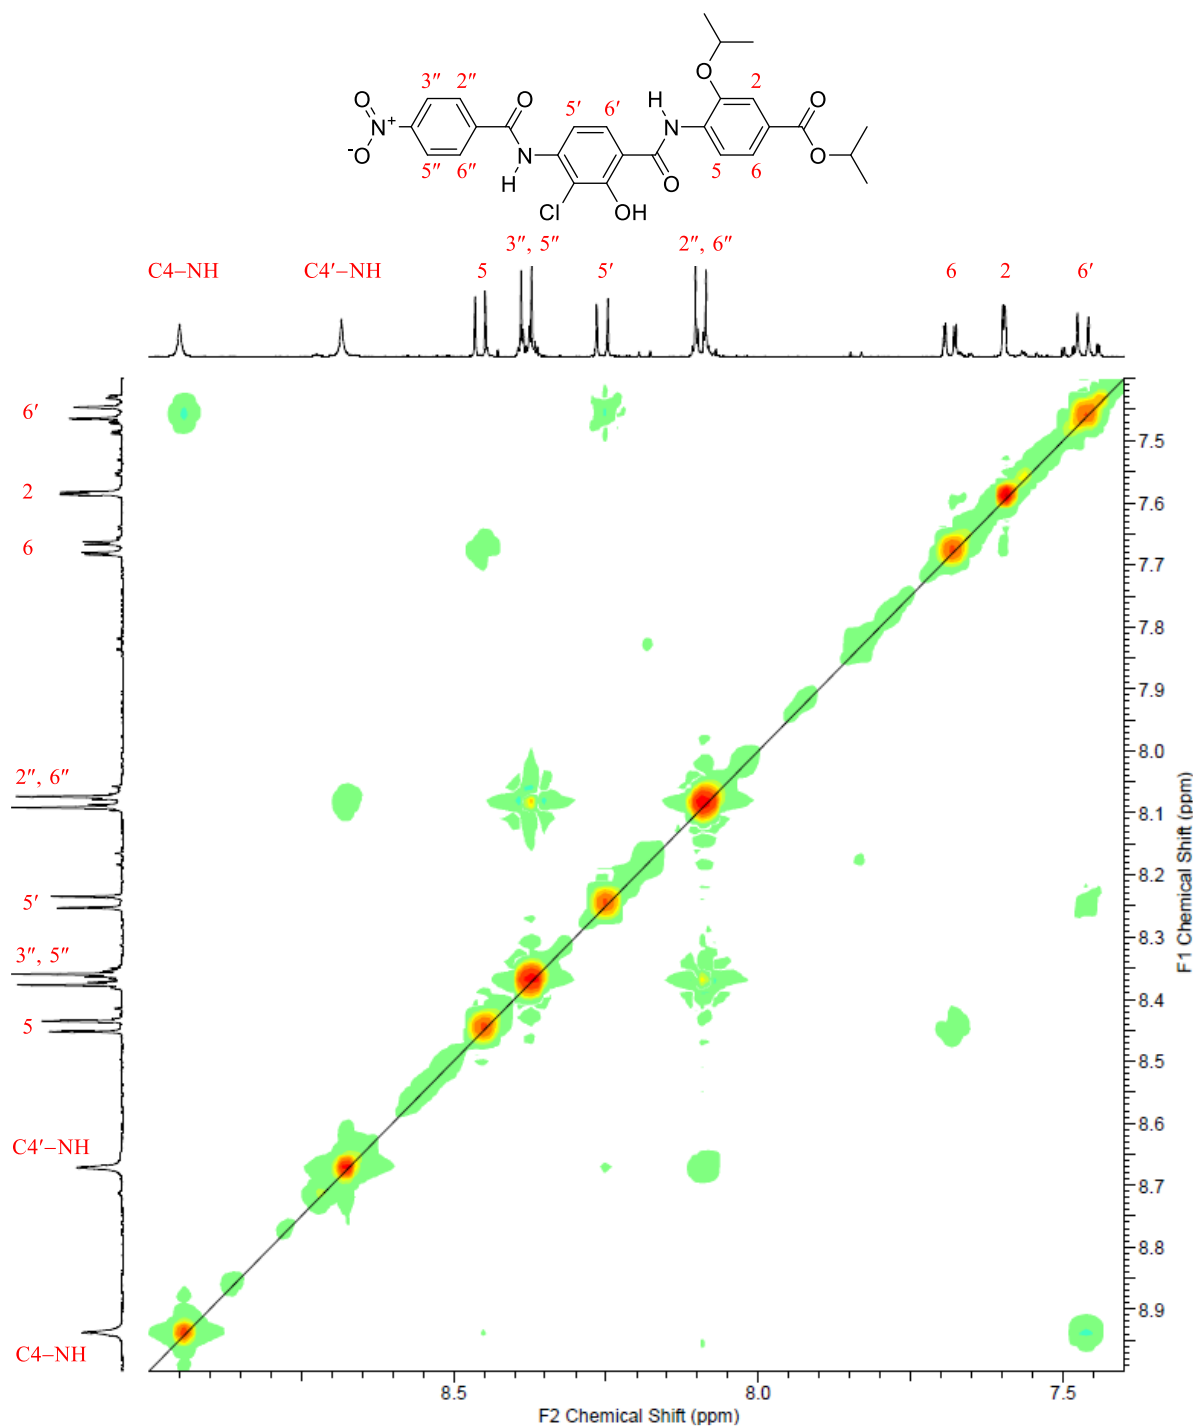 O
3″ 2″
O
N+
-O
5″ 6″
N
H
5′ 6′
Cl
OH
O
H
N
O
2
5 6
O
O
3″, 5″
2″, 6″
C4–NH
C4′–NH
5
5′
6
2
6′
6′
2
6
2″, 6″
5′
3″, 5″
5
C4′–NH
C4–NH
7.5
7.6
7.7
7.8
7.9
8.0
8.1
8.2
8.3
8.4
8.5
8.6
8.7
8.8
8.9
F1 Chemical Shift (ppm)
8.5 8.0 7.5
F2 Chemical Shift (ppm)